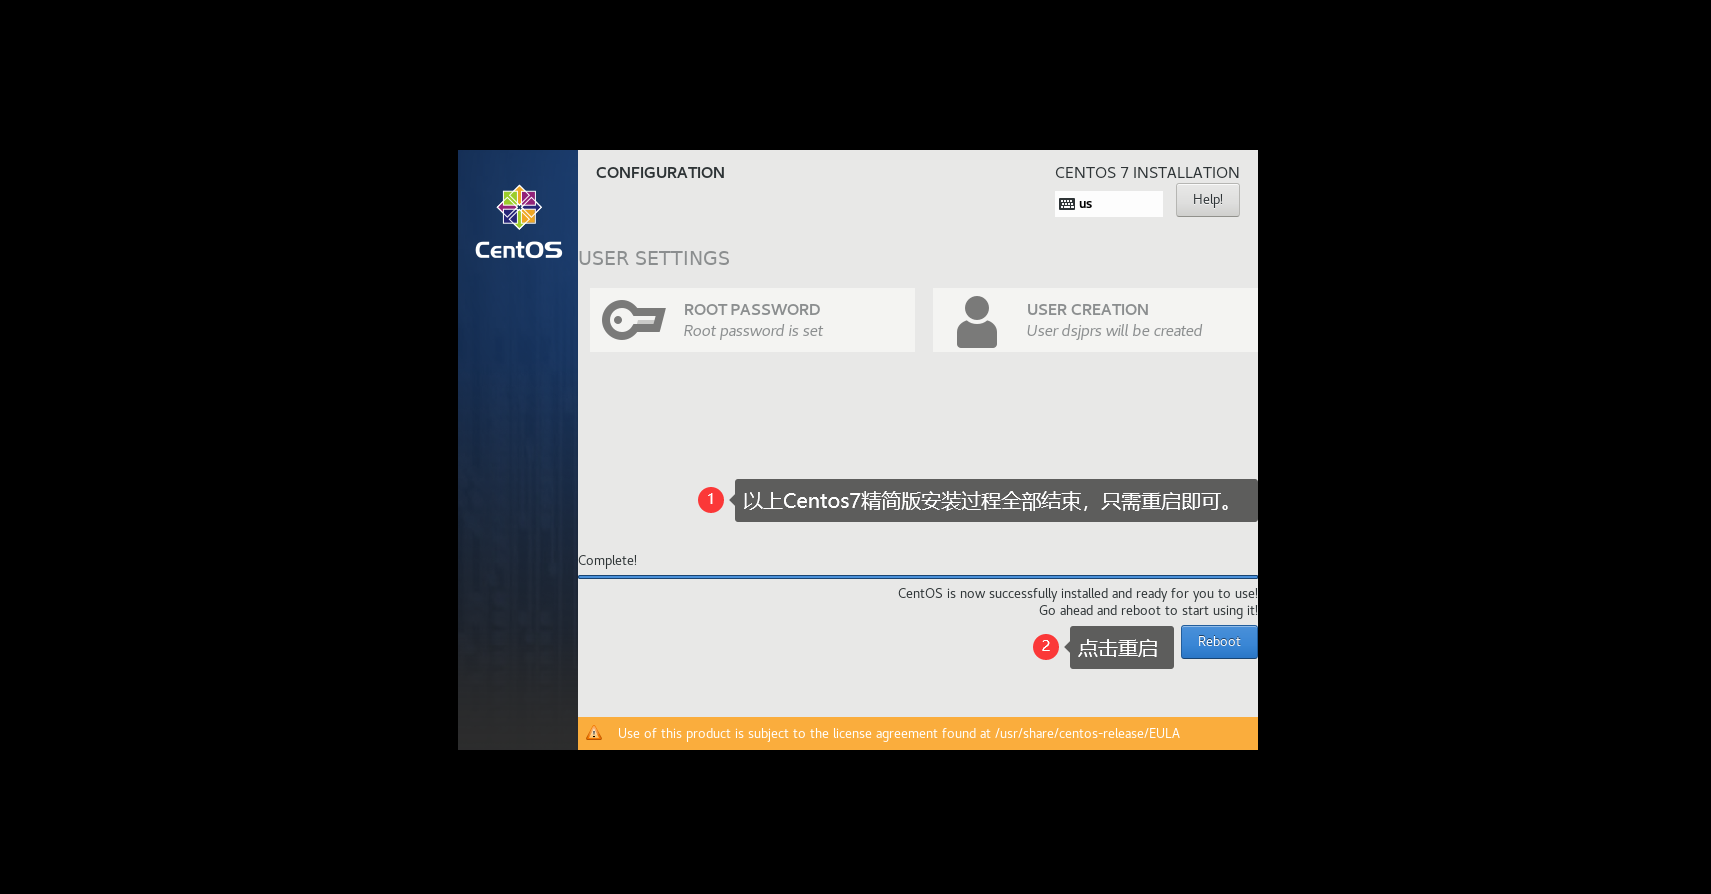 CONFIGURATION
CENTOS 7 INSTALLATION
us
Help!
CentOS
USER SETTINGS
ROOT PASSWORD
Root password is set
USER CREATION
User dsjprs will be created
1
以上Centos7精简版安装过程全部结束，只需重启即可。
Complete!
CentOS is now successfully installed and ready for you to use!
Go ahead and reboot to start using it!
2
点击重启
Reboot
Use of this product is subject to the license agreement found at /usr/share/centos-release/EULA